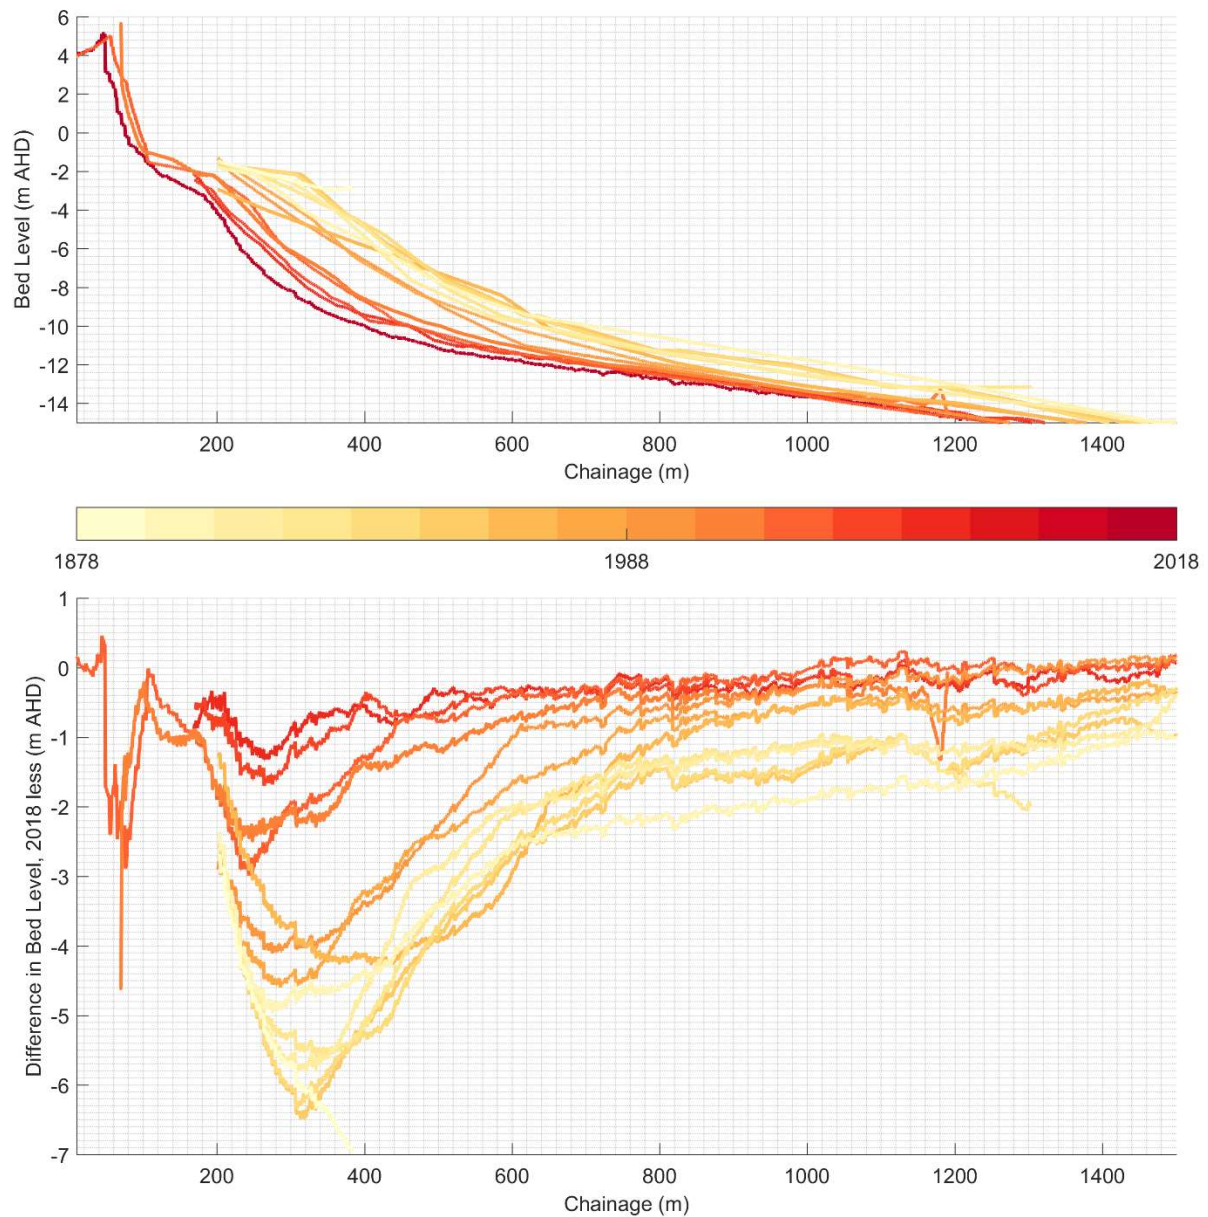 6
4
2
0
-2
-4
-6
-8
-10
-12
-14
Bed Level (m AHD)
200 400 600 800 1000 1200 1400
Chainage (m)
1878 1988 2018
1
0
-1
-2
-3
-4
-5
-6
-7
Difference in Bed Level, 2018 less (m AHD)
200 400 600 800 1000 1200 1400
Chainage (m)